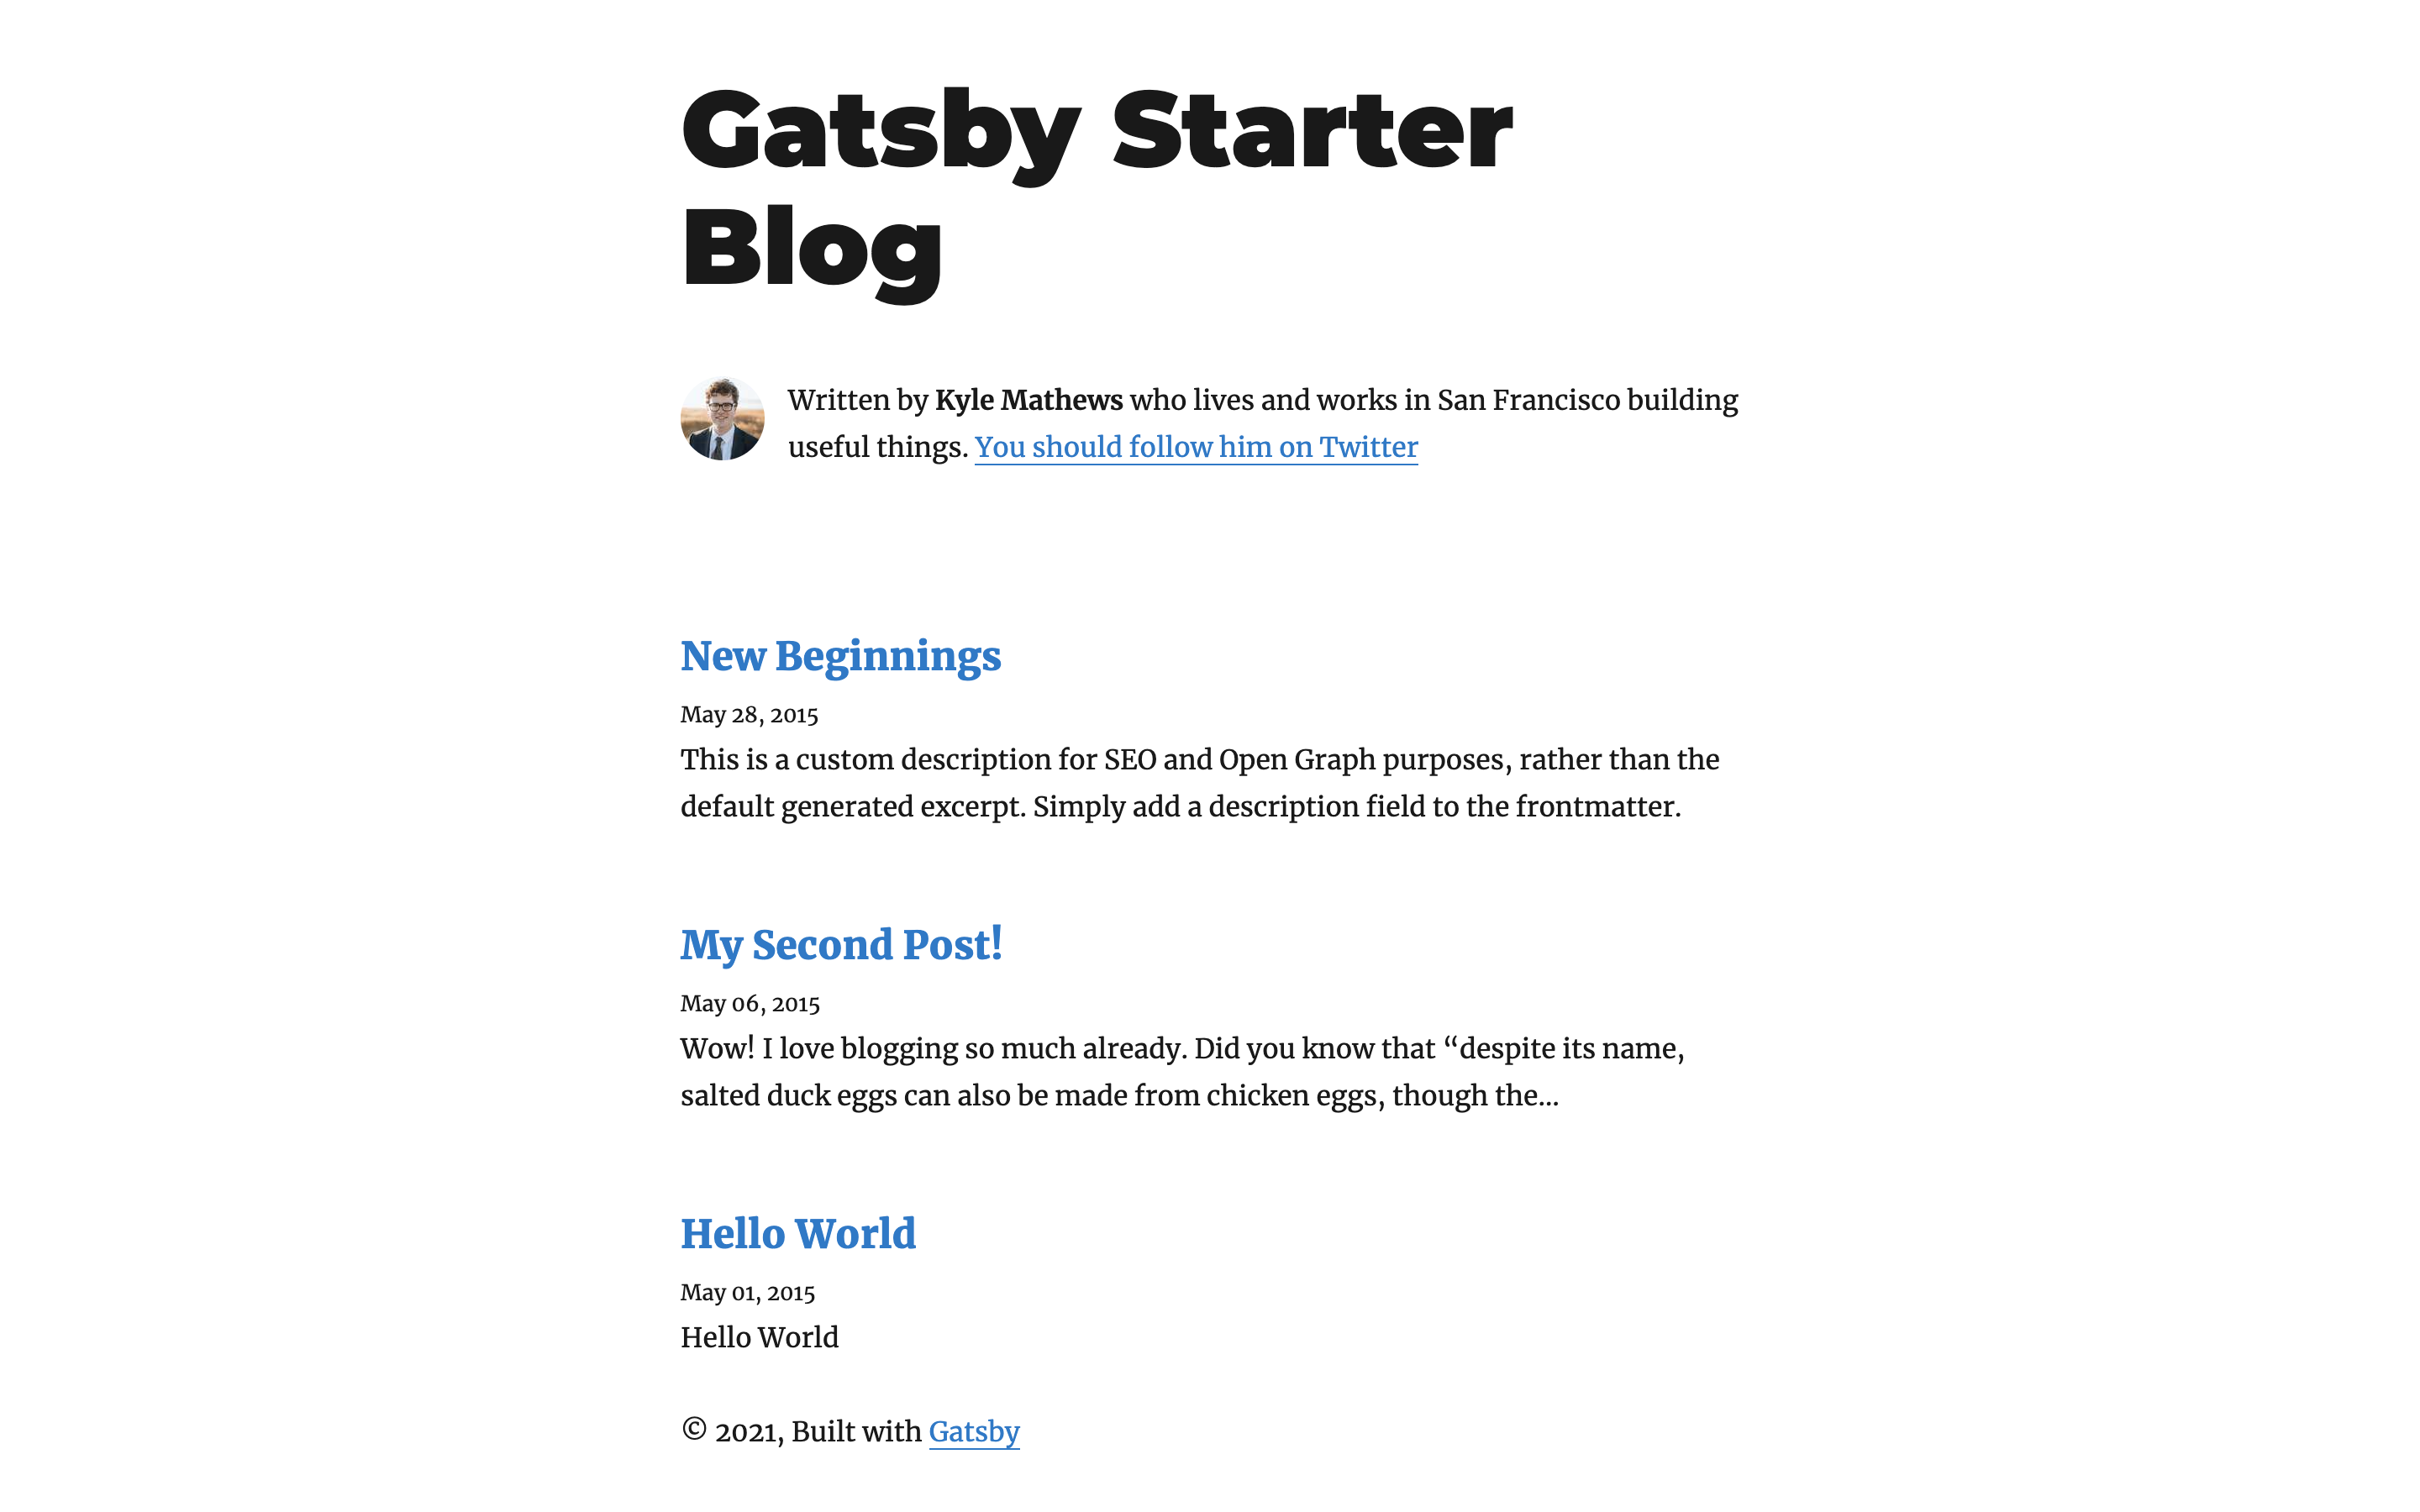 Gatsby Starter
Blog
Written by Kyle Mathews who lives and works in San Francisco building
useful things. You should follow him on Twitter
New Beginnings
May 28, 2015
This is a custom description for SEO and Open Graph purposes, rather than the
default generated excerpt. Simply add a description field to the frontmatter.
My Second Post!
May 06, 2015
Wow! I love blogging so much already. Did you know that “despite its name,
salted duck eggs can also be made from chicken eggs, though the…
Hello World
May 01, 2015
Hello World
© 2021, Built with Gatsby